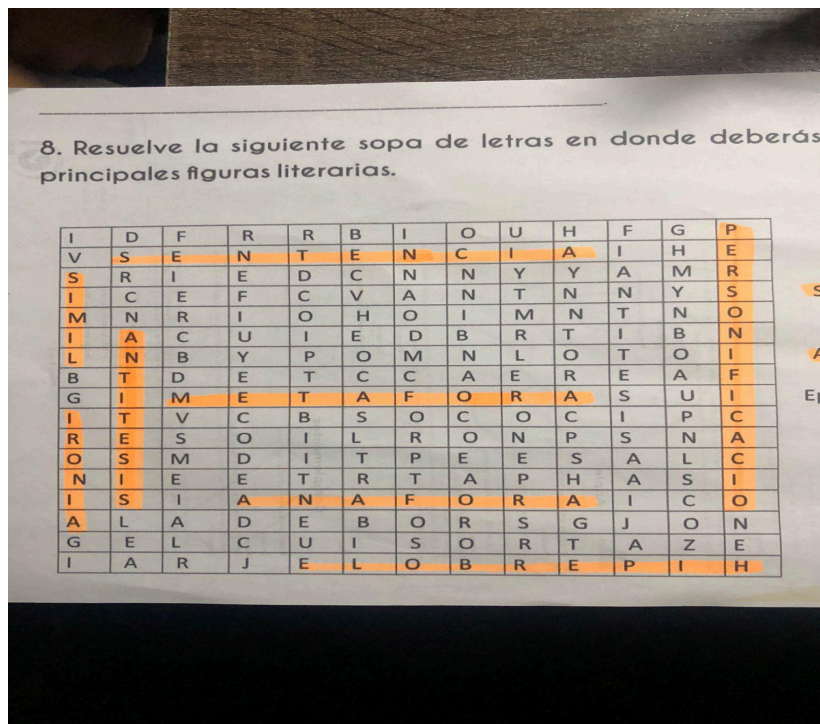 8. Resuelve la siguiente sopa de letras en donde deberás
principales figuras literarias.
I D F R R B I O U H F G P
V S E N T E N C I A I H E
S R I E D C N N Y Y A M R
I C E F C V A N T N N Y S
M N R I O H O I M N T N O
I A C U I E D B R T I B N
L N B Y P O M N L O T O I
B T D E T C C A E R E A F
G I M E T A F O R A S U I
I T V C B S O C O C I P C
R E S O I L R O N P S N A
O S M D I T P E E S A L C
N I E E T R T A P H A S I
I S I A N A F O R A I C O
A L A D E B O R S G J O N
G E L C U I S O R T A Z E
I A R J E L O B R E P I H